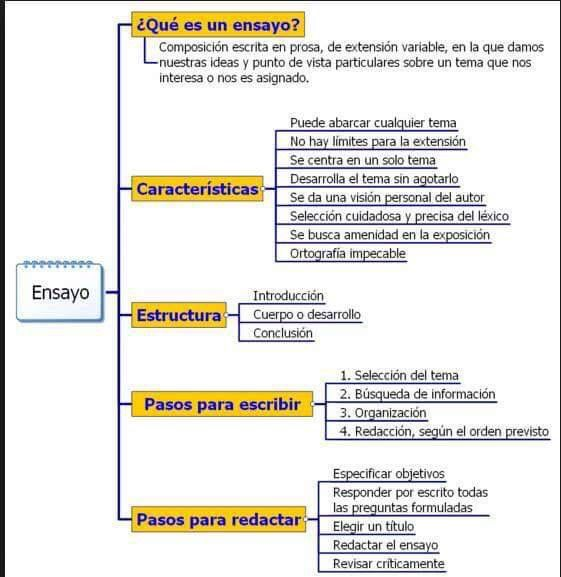 ¿Qué es un ensayo?
Composición escrita en prosa, de extensión variable, en la que damos
nuestras ideas y punto de vista particulares sobre un tema que nos
interesa o nos es asignado.
Puede abarcar cualquier tema
No hay límites para la extensión
Se centra en un solo tema
Desarrolla el tema sin agotarlo
Características
Se da una visión personal del autor
Selección cuidadosa y precisa del léxico
Se busca amenidad en la exposición
Ortografía impecable
Ensayo
Introducción
Estructura
Cuerpo o desarrollo
Conclusión
1. Selección del tema
2. Búsqueda de información
Pasos para escribir
3. Organización
4. Redacción, según el orden previsto
Especificar objetivos
Responder por escrito todas
las preguntas formuladas
Pasos para redactar
Elegir un título
Redactar el ensayo
Revisar críticamente